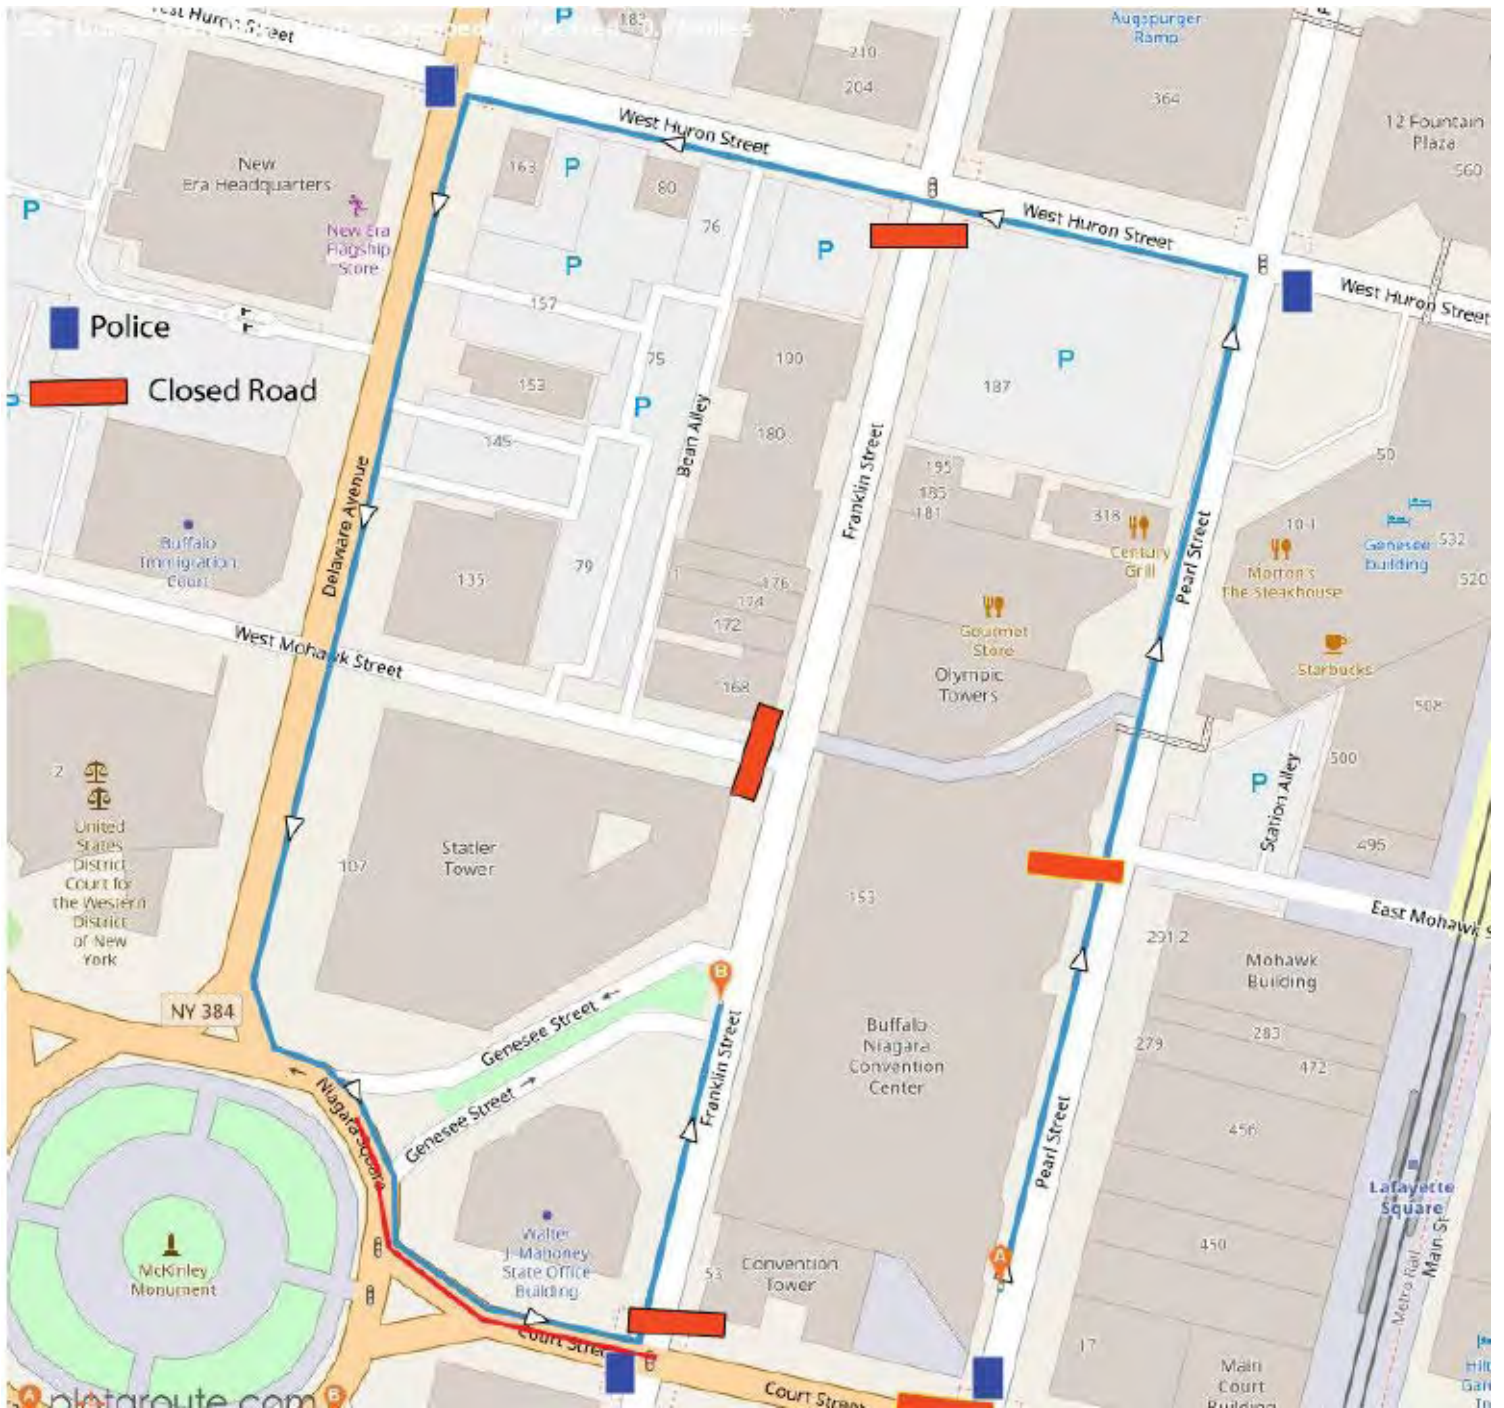 West Huron Street
P
182
210
204
Augspurger
Ramp
364
12 Fountain
Plaza
560
West Huron Street
163
P
80
76
New
Era Headquarters
P
New Era
Flagship
Store
P
P
West Huron Street
West Huron Street
157
Police
Closed Road
P
153
75
P
100
180
187
P
145
Bean Alley
Franklin Street
195
185
181
318
Century
Grill
Pearl Street
50
10-1
Genesee
building
532
520
Morton's
The Steakhouse
Starbucks
Delaware Avenue
Buffalo
Immigration
Court
135
79
1
176
174
172
168
Gourmet
Store
Olympic
Towers
West Mohawk Street
508
500
P
Station Alley
495
2
United
States
District
Court for
the Western
District
of New
York
107
Statler
Tower
153
East Mohawk S
291 2
Mohawk
Building
NY 384
B
Genesee Street
Genesee Street
Franklin Street
Buffalo
Niagara
Convention
Center
279
283
472
456
450
Pearl Street
Niagara Square
Lafayette
Square
Main St
Metro Rail
McKinley
Monument
Walter
J. Mahoney
State Office
Building
53
Convention
Tower
A
17
Main
Court
Building
Court Street
Court Street
A plotaroute.com B